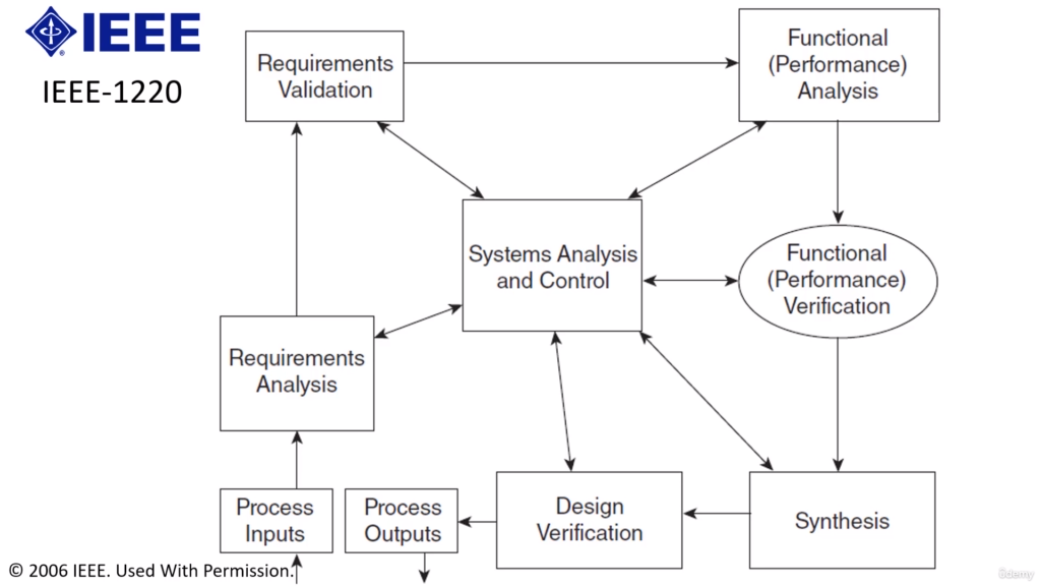 IEEE
IEEE-1220
Requirements
Validation
Functional
(Performance)
Analysis
Systems Analysis
and Control
Functional
(Performance)
Verification
Requirements
Analysis
Process
Inputs
Process
Outputs
Design
Verification
Synthesis
© 2006 IEEE. Used With Permission.
ûdemy